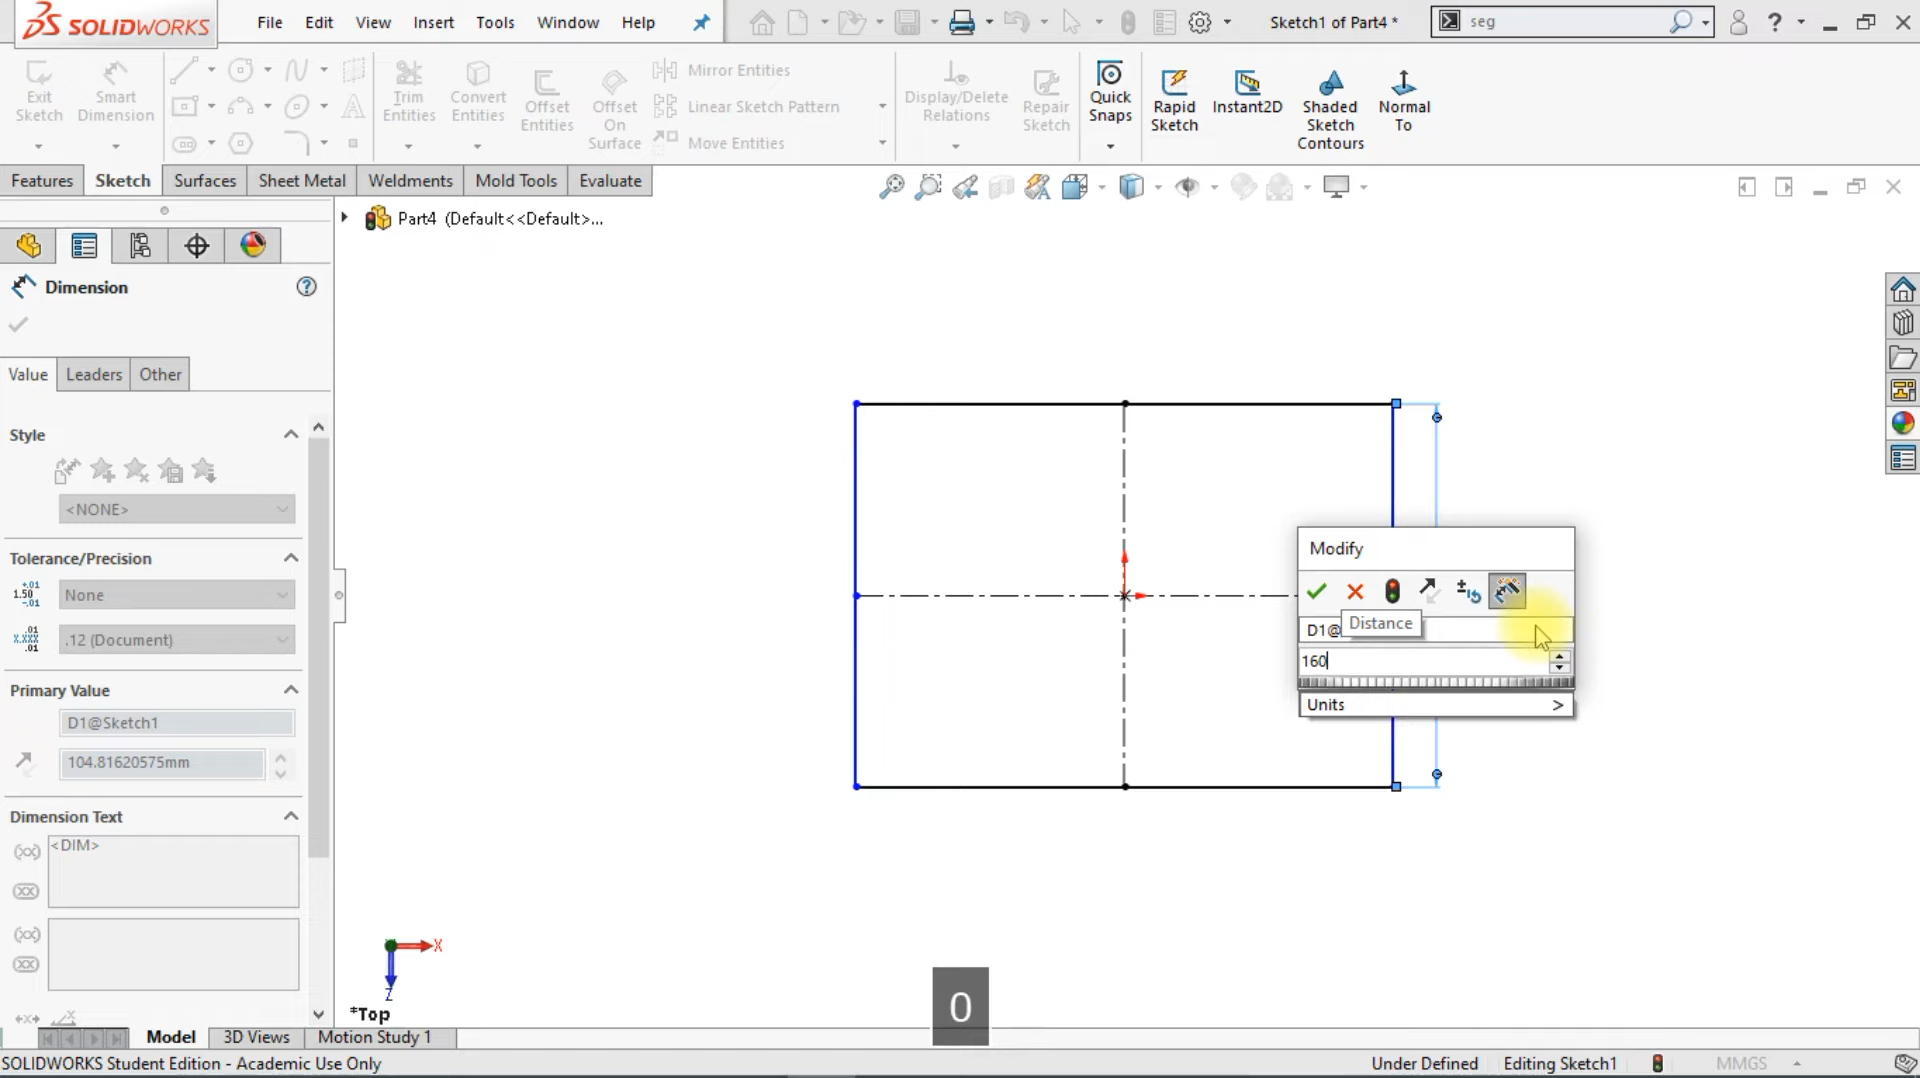 SOLIDWORKS
File Edit View Insert Tools Window Help
Sketch1 of Part4 *
seg
Exit Sketch
Smart Dimension
Trim Entities
Convert Entities
Offset Entities
Offset On Surface
Mirror Entities
Linear Sketch Pattern
Move Entities
Display/Delete Relations
Repair Sketch
Quick Snaps
Rapid Sketch
Instant2D
Shaded Sketch Contours
Normal To
Features Sketch Surfaces Sheet Metal Weldments Mold Tools Evaluate
Part4 (Default<<Default>...
Dimension
Value Leaders Other
Style
<NONE>
Tolerance/Precision
None
.12 (Document)
Primary Value
D1@Sketch1
104.81620575mm
Dimension Text
<DIM>
Modify
Distance
D1@
160
Units >
X
Z
*Top
0
Model 3D Views Motion Study 1
SOLIDWORKS Student Edition - Academic Use Only
Under Defined Editing Sketch1 MMGS